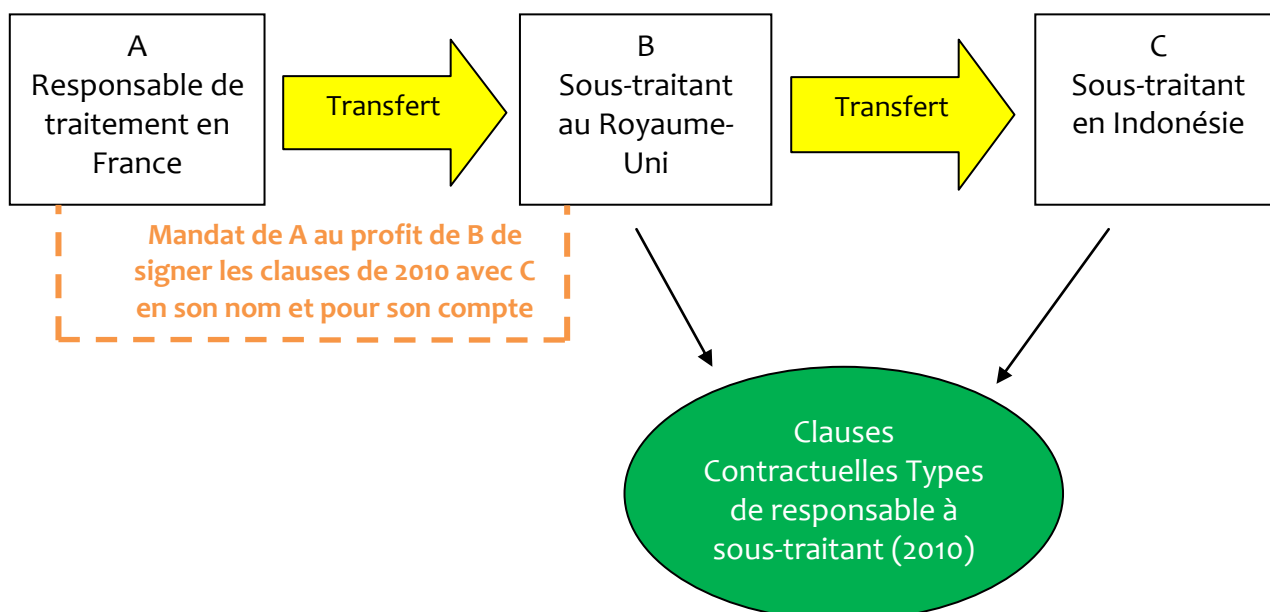 A
Responsable de
traitement en
France
Transfert
B
Sous-traitant
au Royaume-
Uni
Transfert
C
Sous-traitant
en Indonésie
Mandat de A au profit de B de
signer les clauses de 2010 avec C
en son nom et pour son compte
Clauses
Contractuelles Types
de responsable à
sous-traitant (2010)